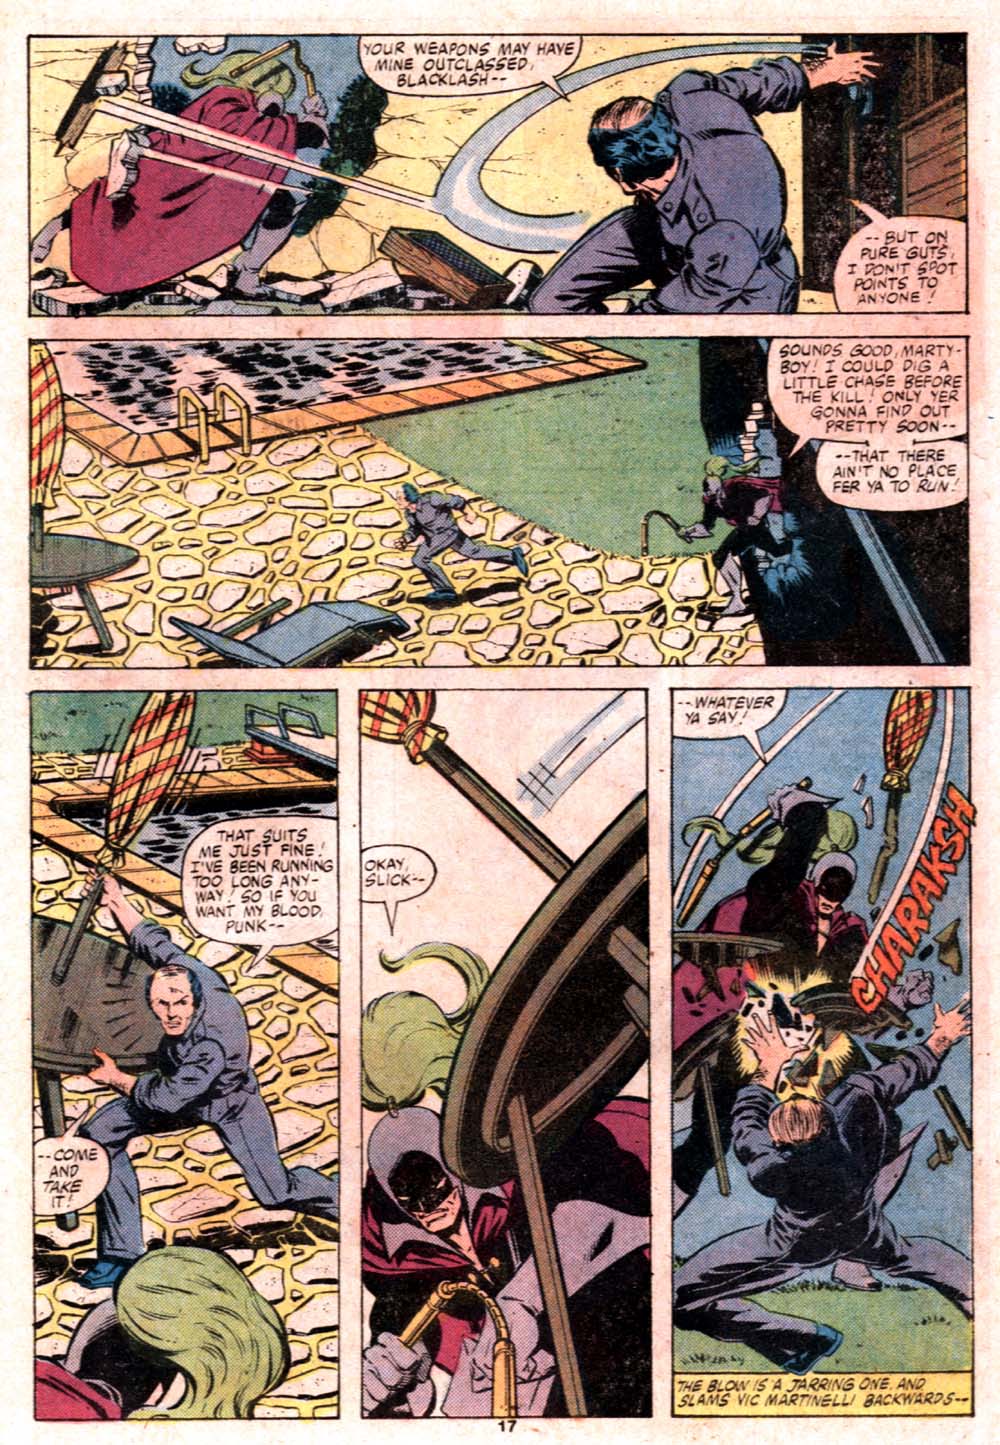 YOUR WEAPONS MAY HAVE
MINE OUTCLASSED,
BLACKLASH--
--BUT ON
PURE GUTS,
I DON'T SPOT
POINTS TO
ANYONE!
SOUNDS GOOD, MARTY-
BOY! I COULD DIG A
LITTLE CHASE BEFORE
THE KILL! ONLY YER
GONNA FIND OUT
PRETTY SOON--
--THAT THERE
AIN'T NO PLACE
FER YA TO RUN!
THAT SUITS
ME JUST FINE!
I'VE BEEN RUNNING
TOO LONG ANY-
WAY! SO IF YOU
WANT MY BLOOD,
PUNK--
--COME
AND
TAKE
IT!
OKAY,
SLICK--
--WHATEVER
YA SAY!
CHARAKSH
THE BLOW IS A JARRING ONE, AND
SLAMS VIC MARTINELLI BACKWARDS--
17